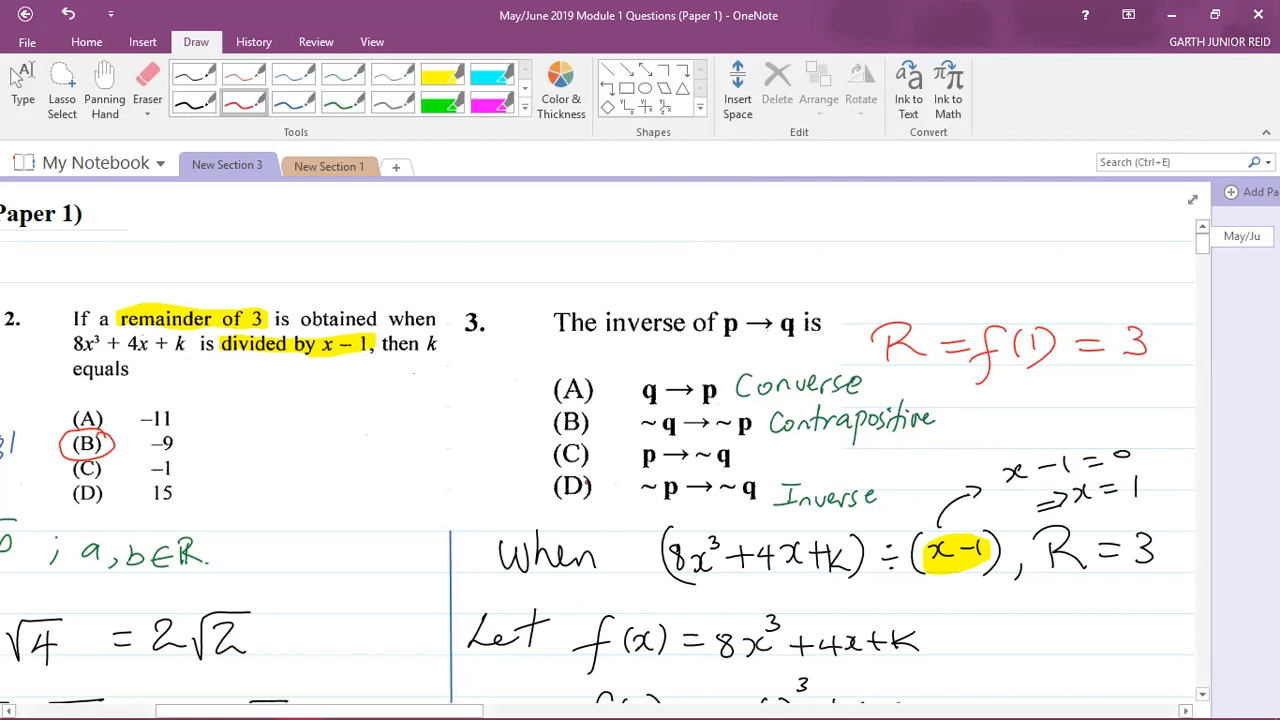 May/June 2019 Module 1 Questions (Paper 1) - OneNote
File Home Insert Draw History Review View
GARTH JUNIOR REID
Type
Lasso Select
Panning Hand
Eraser
Color & Thickness
Insert Space
Delete
Arrange
Rotate
Ink to Text
Ink to Math
Tools
Shapes
Edit
Convert
My Notebook
New Section 3
New Section 1
Search (Ctrl+E)
Add Pa
May/Ju
Paper 1)
2. If a remainder of 3 is obtained when
8x³ + 4x + k is divided by x − 1, then k
equals
(A) −11
(B) −9
(C) −1
(D) 15
; a, b ∈ ℝ.
√4 = 2√2
3. The inverse of p → q is
R = f(1) = 3
(A) q → p Converse
(B) ~ q → ~ p Contrapositive
(C) p → ~ q
(D) ~ p → ~ q Inverse
x − 1 = 0
⇒ x = 1
When (8x³ + 4x + k) ÷ (x − 1), R = 3
Let f(x) = 8x³ + 4x + k